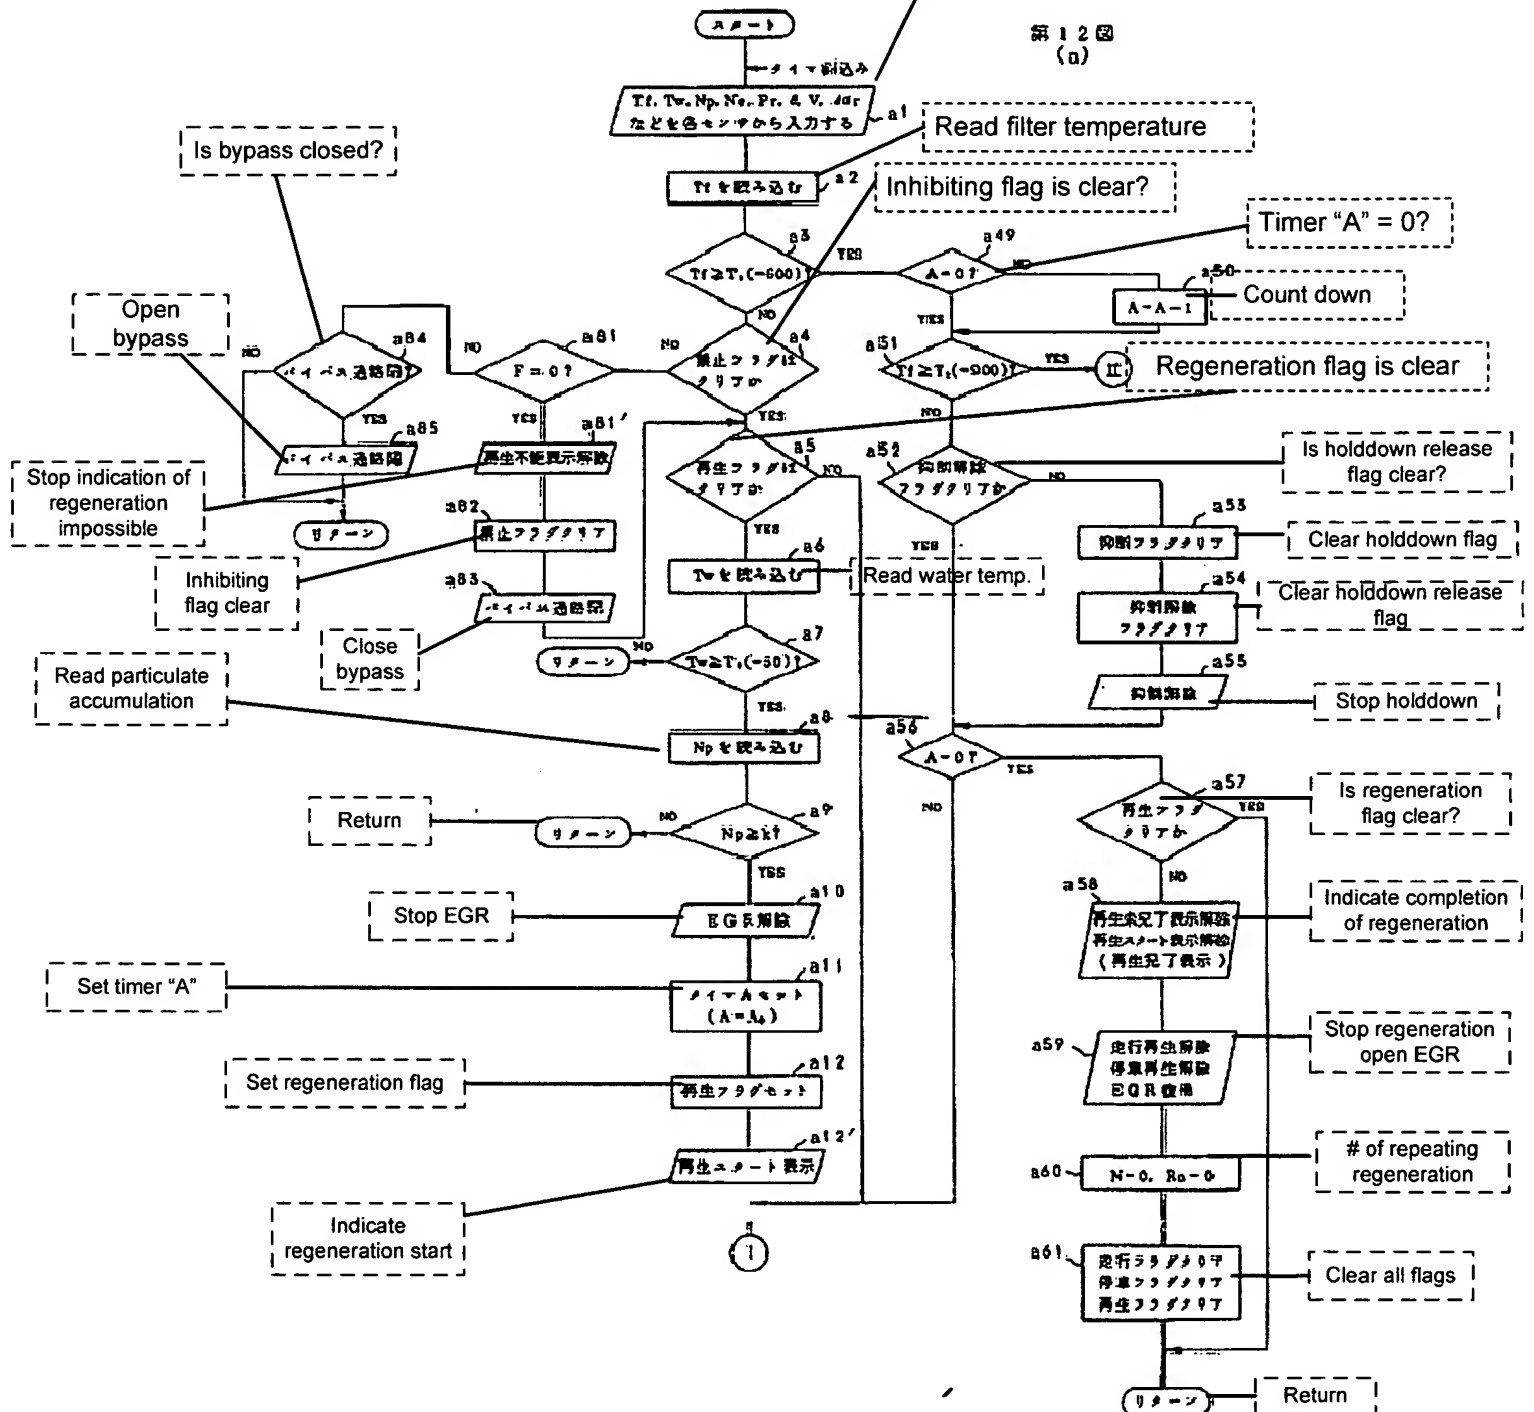 スタート
第12図
(a)
タイマ割込み
Tf, Tw, Np, Ne, Pr, δ, V,
などを各センサから入力する
a1
Read filter temperature
Is bypass closed?
Tfを読み込む
a2
Inhibiting flag is clear?
Timer "A" = 0?
a3
Tf≧T₁(=600)?
YES
NO
a49
A=0?
NO
YES
a50
A=A-1
Count down
Open
bypass
a84
バイパス通路閉?
NO
YES
a81
F=0?
NO
YES
a4
禁止フラグは
クリアか
NO
YES
a51
Tf≧T₂(=900)?
YES
NO
II
Regeneration flag is clear
a85
バイパス通路開
リターン
a81'
再生不能表示解除
Stop indication of
regeneration
impossible
a5
再生フラグは
クリアか
NO
YES
a52
抑制解除
フラグクリアか
NO
YES
Is holddown release
flag clear?
a82
禁止フラグクリア
Inhibiting
flag clear
a53
抑制フラグクリア
Clear holddown flag
a6
Twを読み込む
Read water temp.
a83
バイパス通路閉
Close
bypass
a54
抑制解除
フラグクリア
Clear holddown release
flag
a7
Tw≧T₃(=50)?
NO
YES
リターン
a55
抑制解除
Stop holddown
Read particulate
accumulation
a8
Npを読み込む
a56
A=0?
YES
NO
Return
リターン
a9
Np≧k?
NO
YES
a57
再生フラグ
クリアか
YES
NO
Is regeneration
flag clear?
Stop EGR
a10
EGR解除
a58
再生未完了表示解除
再生スタート表示解除
(再生完了表示)
Indicate completion
of regeneration
Set timer "A"
a11
タイマAセット
(A=A₀)
a59
走行再生解除
停車再生解除
EGR復帰
Stop regeneration
open EGR
Set regeneration flag
a12
再生フラグセット
a12'
再生スタート表示
Indicate
regeneration start
a60
N=0, Rn=0
# of repeating
regeneration
I
a61
走行フラグクリア
停車フラグクリア
再生フラグクリア
Clear all flags
リターン
Return